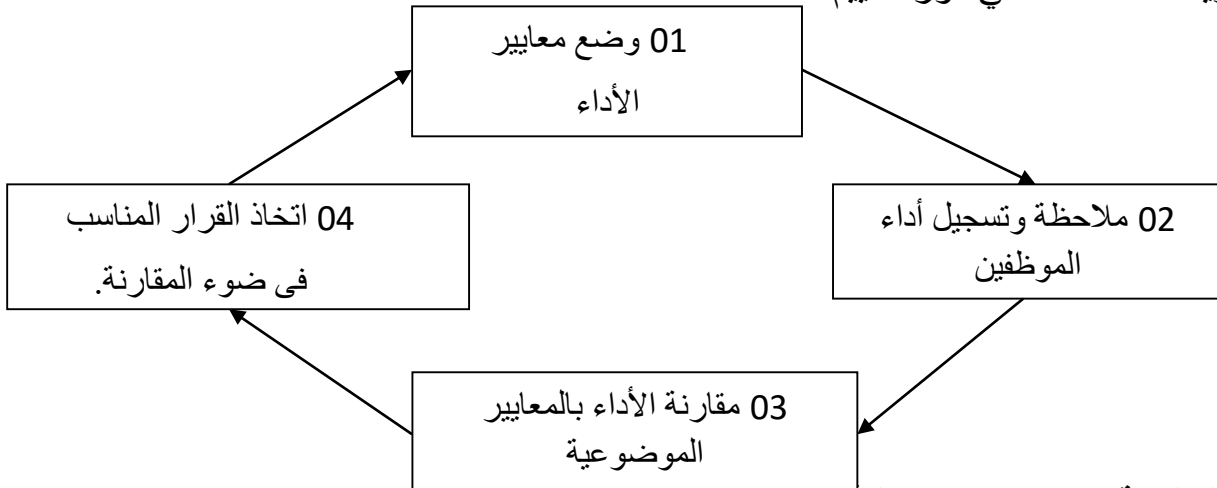 01 وضع معايير
الأداء
02 ملاحظة وتسجيل أداء
الموظفين
03 مقارنة الأداء بالمعايير
الموضوعية
04 اتخاذ القرار المناسب
فى ضوء المقارنة.